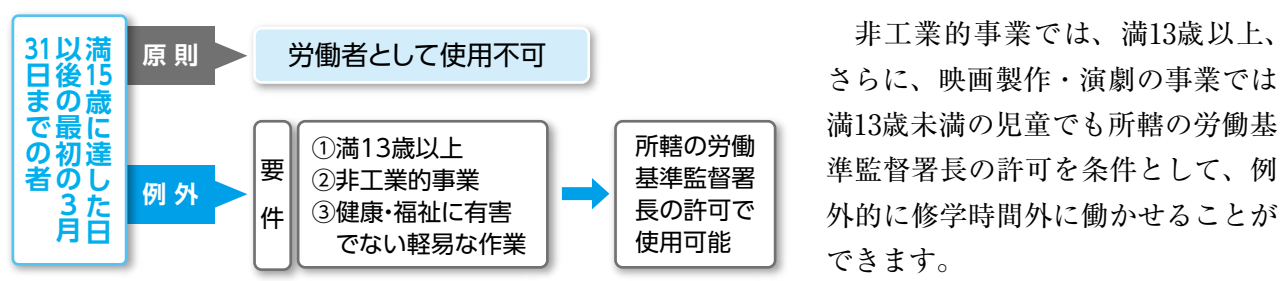 満15歳に達した日
以後の最初の3月
31日までの者
原則
労働者として使用不可
例外
要件
①満13歳以上
②非工業的事業
③健康・福祉に有害
でない軽易な作業
所轄の労働
基準監督署
長の許可で
使用可能
非工業的事業では、満13歳以上、
さらに、映画製作・演劇の事業では
満13歳未満の児童でも所轄の労働基
準監督署長の許可を条件として、例
外的に修学時間外に働かせることが
できます。